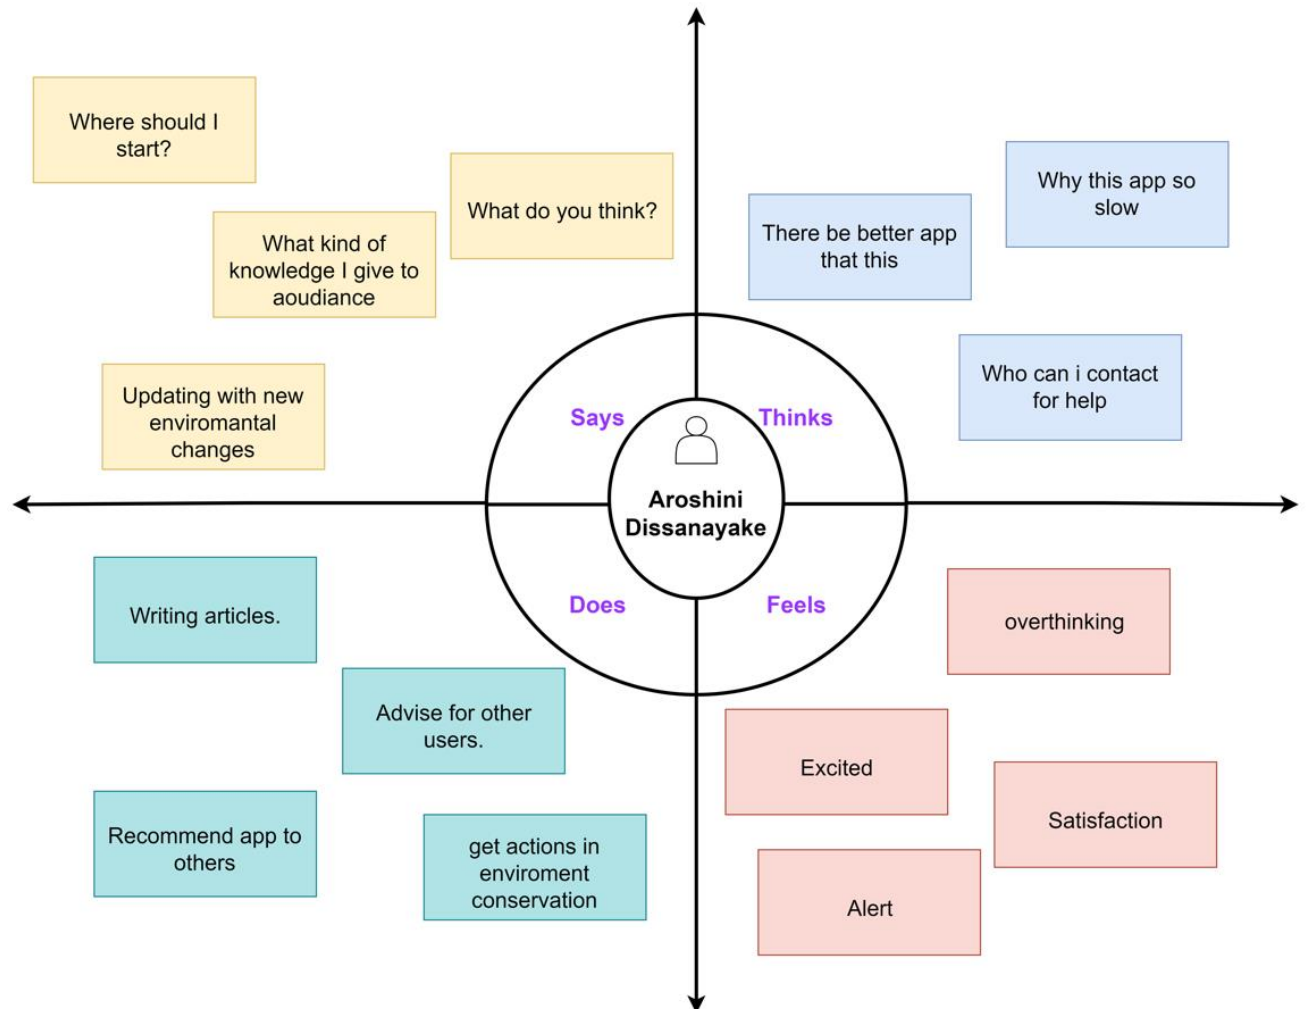 Where should I
start?
What do you think?
What kind of
knowledge I give to
aoudiance
Updating with new
enviromantal
changes
Why this app so
slow
There be better app
that this
Who can i contact
for help
Says
Thinks
Aroshini
Dissanayake
Does
Feels
Writing articles.
Advise for other
users.
Recommend app to
others
get actions in
enviroment
conservation
overthinking
Excited
Satisfaction
Alert